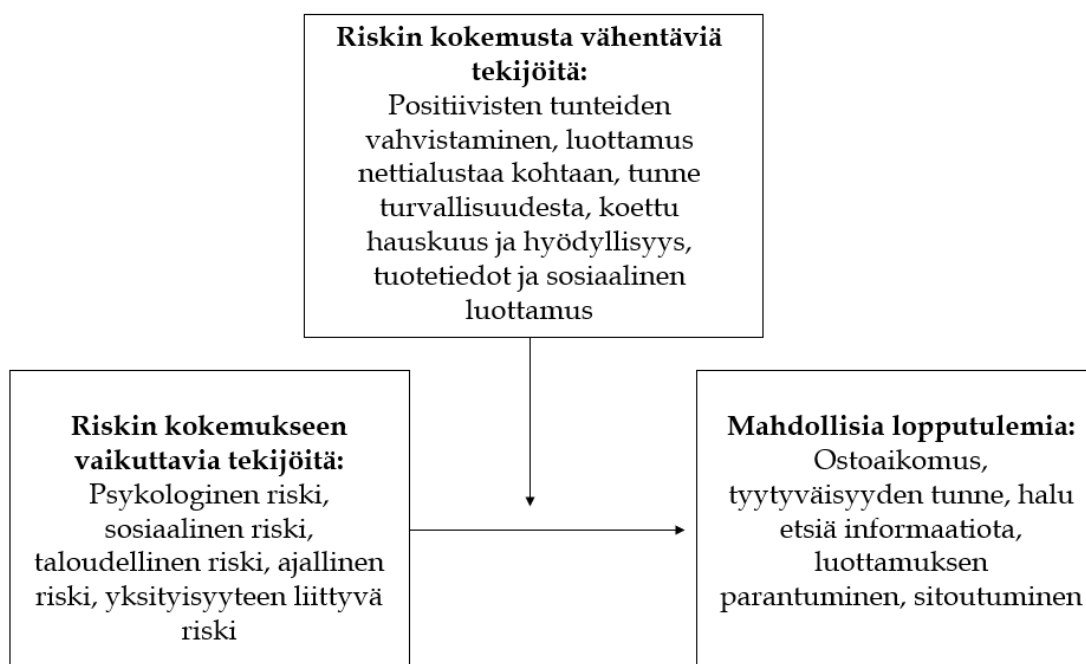 Riskin kokemusta vähentäviä
tekijöitä:
Positiivisten tunteiden
vahvistaminen, luottamus
nettialustaa kohtaan, tunne
turvallisuudesta, koettu
hauskuus ja hyödyllisyys,
tuotetiedot ja sosiaalinen
luottamus
Riskin kokemukseen
vaikuttavia tekijöitä:
Psykologinen riski,
sosiaalinen riski,
taloudellinen riski, ajallinen
riski, yksityisyyteen liittyvä
riski
Mahdollisia lopputulemia:
Ostoaikomus,
tyytyväisyyden tunne, halu
etsiä informaatiota,
luottamuksen
parantuminen, sitoutuminen